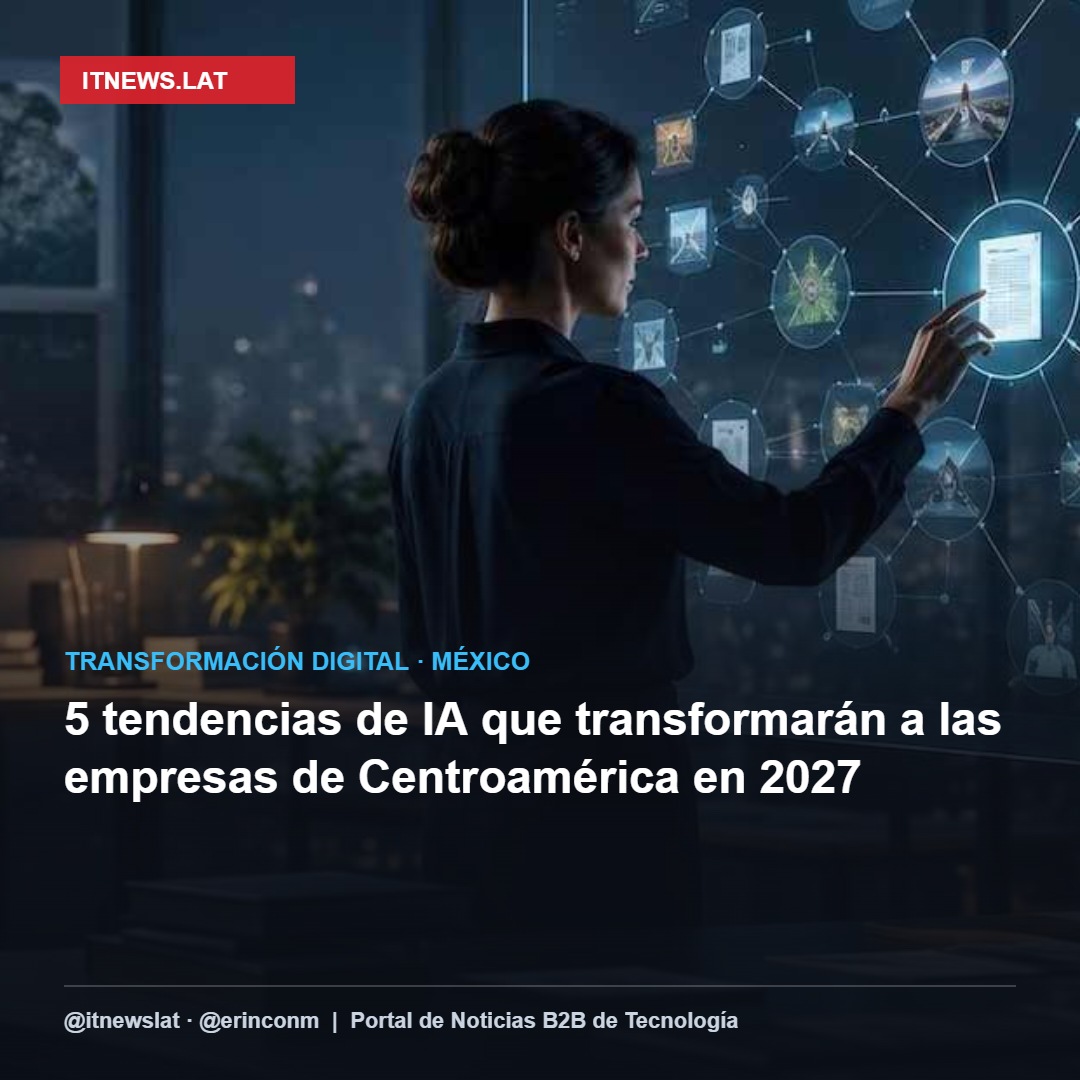 ITNEWS.LAT
TRANSFORMACIÓN DIGITAL · MÉXICO
5 tendencias de IA que transformarán a las
empresas de Centroamérica en 2027
@itnewslat · @erinconm | Portal de Noticias B2B de Tecnología